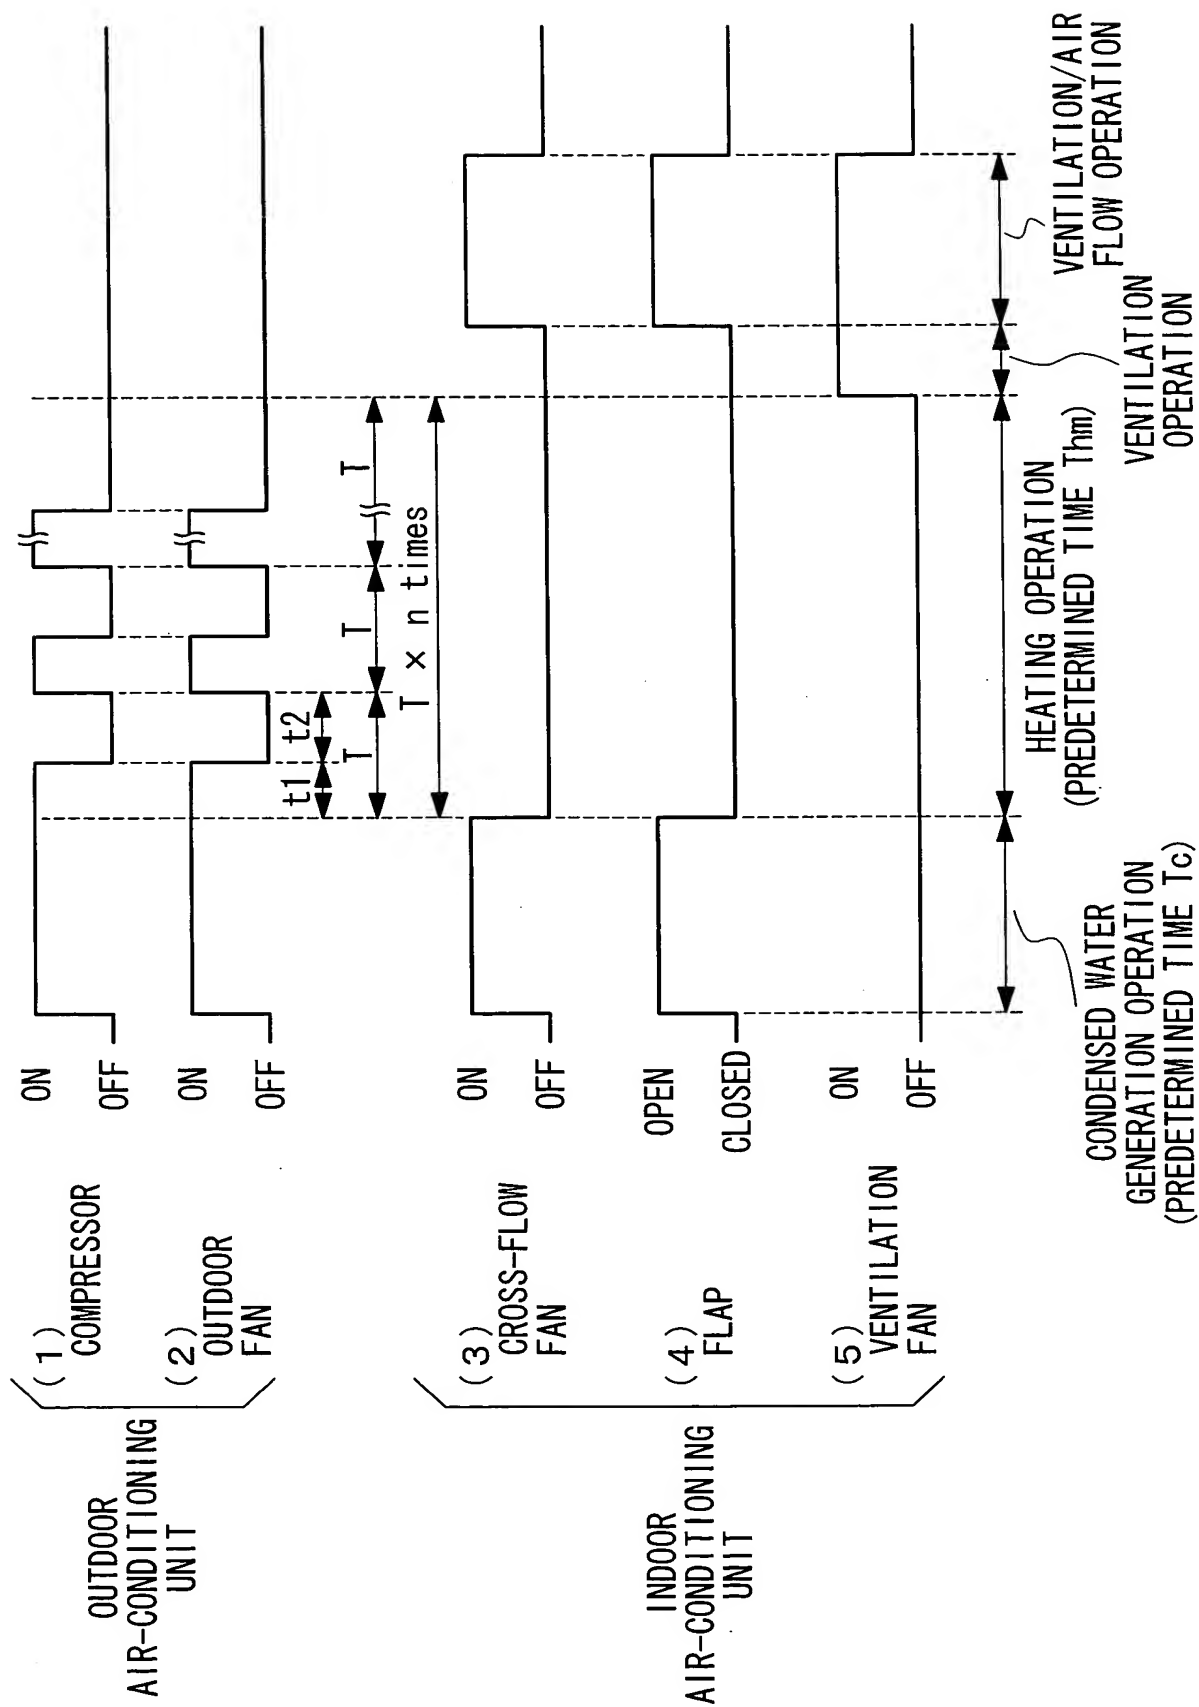 OUTDOOR
AIR-CONDITIONING
UNIT
(1)
COMPRESSOR
ON
OFF
(2)
OUTDOOR
FAN
ON
OFF
t1
t2
T
T
T
T × n times
INDOOR
AIR-CONDITIONING
UNIT
(3)
CROSS-FLOW
FAN
ON
OFF
(4)
FLAP
OPEN
CLOSED
(5)
VENTILATION
FAN
ON
OFF
CONDENSED WATER
GENERATION OPERATION
(PREDETERMINED TIME Tc)
HEATING OPERATION
(PREDETERMINED TIME Thm)
VENTILATION
OPERATION
VENTILATION/AIR
FLOW OPERATION